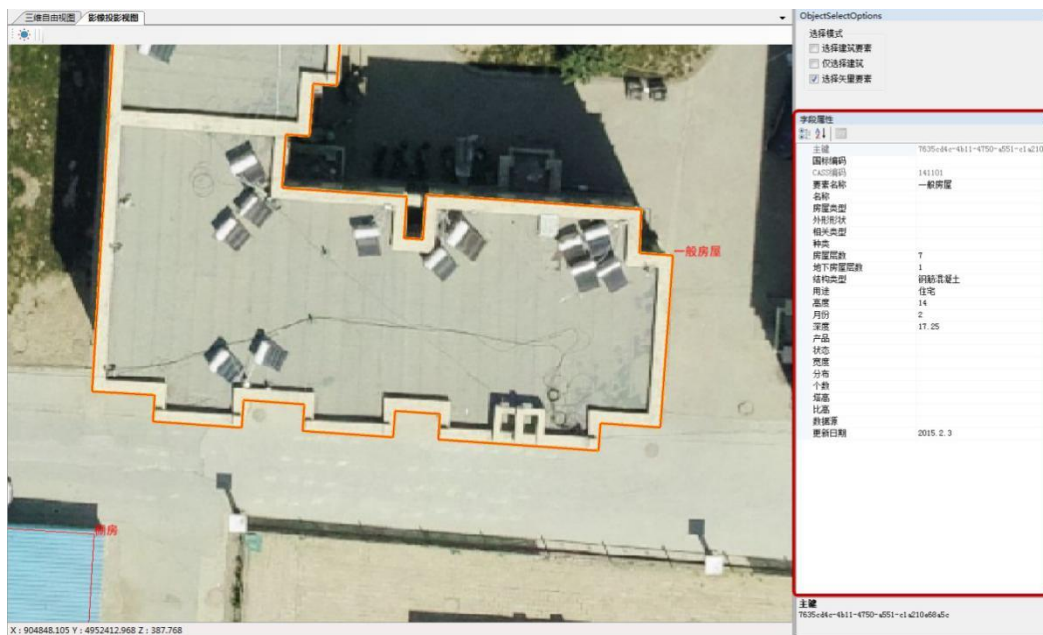 三维自由视图 影像投影视图
ObjectSelectOptions
选择模式
选择建筑要素
仅选择建筑
选择矢量要素
字段属性
主键 7635cd4c-4b11-4750-a551-c1a210
国标编码
CASS编码 141101
要素名称 一般房屋
名称
房屋类型
外形形状
相关类型
种类
房屋层数 7
地下房屋层数 1
结构类型 钢筋混凝土
用途 住宅
高度 14
月份 2
深度 17.25
产品
状态
宽度
分布
个数
塔高
比高
数据源
更新日期 2015.2.3
一般房屋
棚房
主键
7635cd4c-4b11-4750-a551-c1a210e68a5c
X : 904848.105 Y : 4952412.968 Z : 387.768